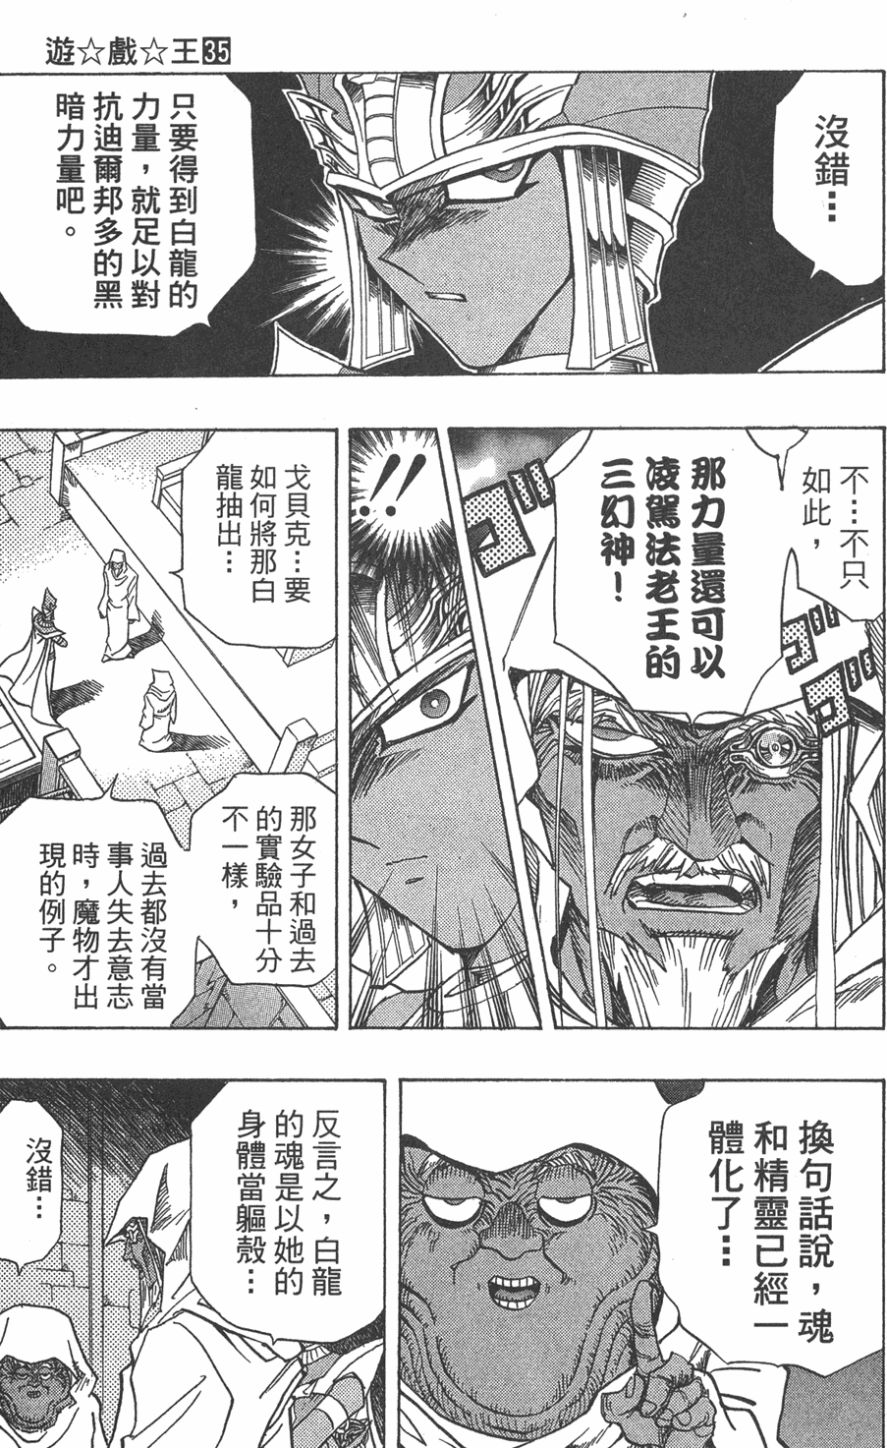 遊☆戲☆王35
沒錯…
只要得到白龍的
力量，就足以對
抗迪爾邦多的黑
暗力量吧。
不…不只
如此，
那力量還可以
凌駕法老王的
三幻神！
ゴ
ゴ
ゴ
!!
戈貝克…要
如何將那白
龍抽出…
那女子和過去
的實驗品十分
不一樣，
過去都沒有當
事人失去意志
時，魔物才出
現的例子。
換句話說，魂
和精靈已經一
體化了…
反言之，白龍
的魂是以她的
身體當軀殼…
沒錯…